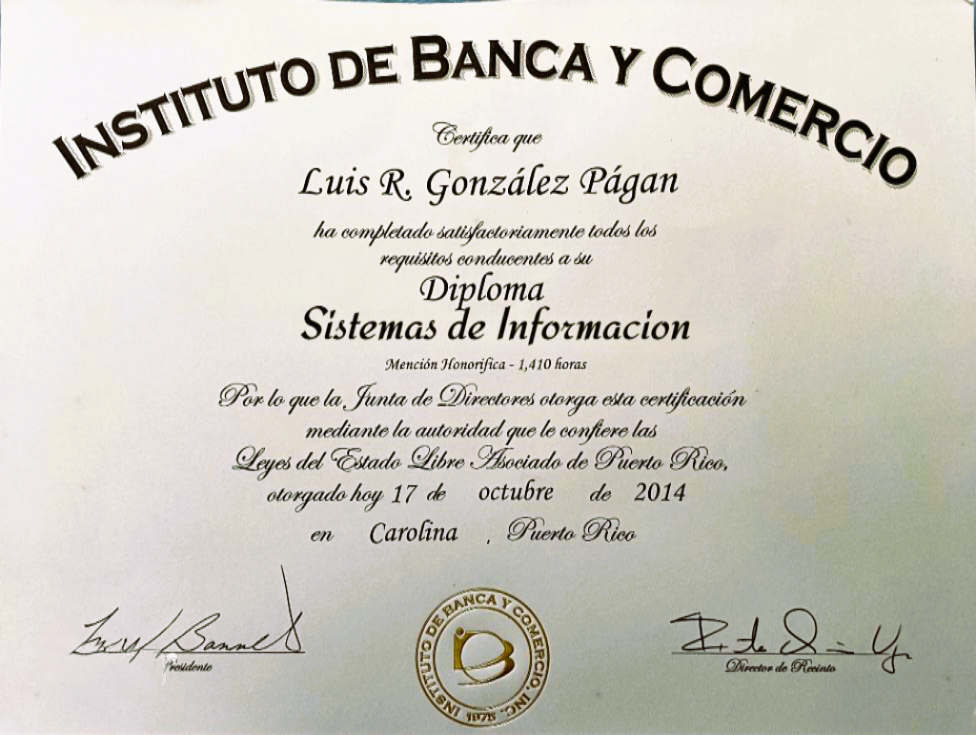 INSTITUTO DE BANCA Y COMERCIO
Certifica que
Luis R. González Págan
ha completado satisfactoriamente todos los
requisitos conducentes a su
Diploma
Sistemas de Informacion
Mención Honorifica - 1,410 horas
Por lo que la Junta de Directores otorga esta certificación
mediante la autoridad que le confiere las
Leyes del Estado Libre Asociado de Puerto Rico,
otorgado hoy 17 de octubre de 2014
en Carolina , Puerto Rico
Presidente
INSTITUTO DE BANCA Y COMERCIO, INC.
1975
Director de Recinto